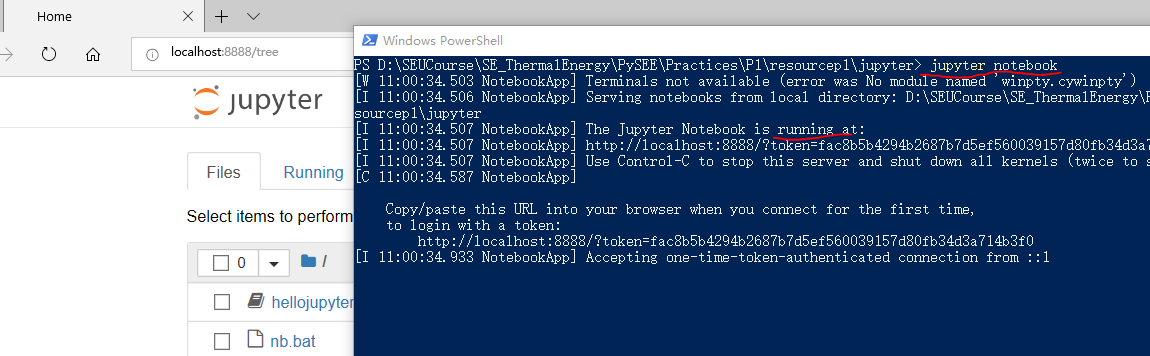 Home
localhost:8888/tree
jupyter
Files Running
Select items to perform
0 /
hellojupyter
nb.bat
Windows PowerShell
PS D:\SEUCourse\SE_ThermalEnergy\PySEE\Practices\P1\resourcep1\jupyter> jupyter notebook
[W 11:00:34.503 NotebookApp] Terminals not available (error was No module named 'winpty.cywinpty')
[I 11:00:34.506 NotebookApp] Serving notebooks from local directory: D:\SEUCourse\SE_ThermalEnergy\
sourcep1\jupyter
[I 11:00:34.507 NotebookApp] The Jupyter Notebook is running at:
[I 11:00:34.507 NotebookApp] http://localhost:8888/?token=fac8b5b4294b2687b7d5ef560039157d80fb34d3a7
[I 11:00:34.507 NotebookApp] Use Control-C to stop this server and shut down all kernels (twice to s
[C 11:00:34.587 NotebookApp]
Copy/paste this URL into your browser when you connect for the first time,
to login with a token:
http://localhost:8888/?token=fac8b5b4294b2687b7d5ef560039157d80fb34d3a714b3f0
[I 11:00:34.933 NotebookApp] Accepting one-time-token-authenticated connection from ::1